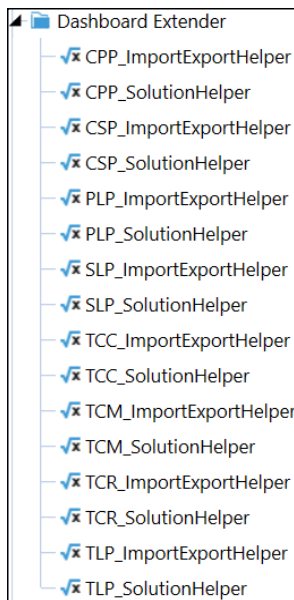 Dashboard Extender
CPP_ImportExportHelper
CPP_SolutionHelper
CSP_ImportExportHelper
CSP_SolutionHelper
PLP_ImportExportHelper
PLP_SolutionHelper
SLP_ImportExportHelper
SLP_SolutionHelper
TCC_ImportExportHelper
TCC_SolutionHelper
TCM_ImportExportHelper
TCM_SolutionHelper
TCR_ImportExportHelper
TCR_SolutionHelper
TLP_ImportExportHelper
TLP_SolutionHelper